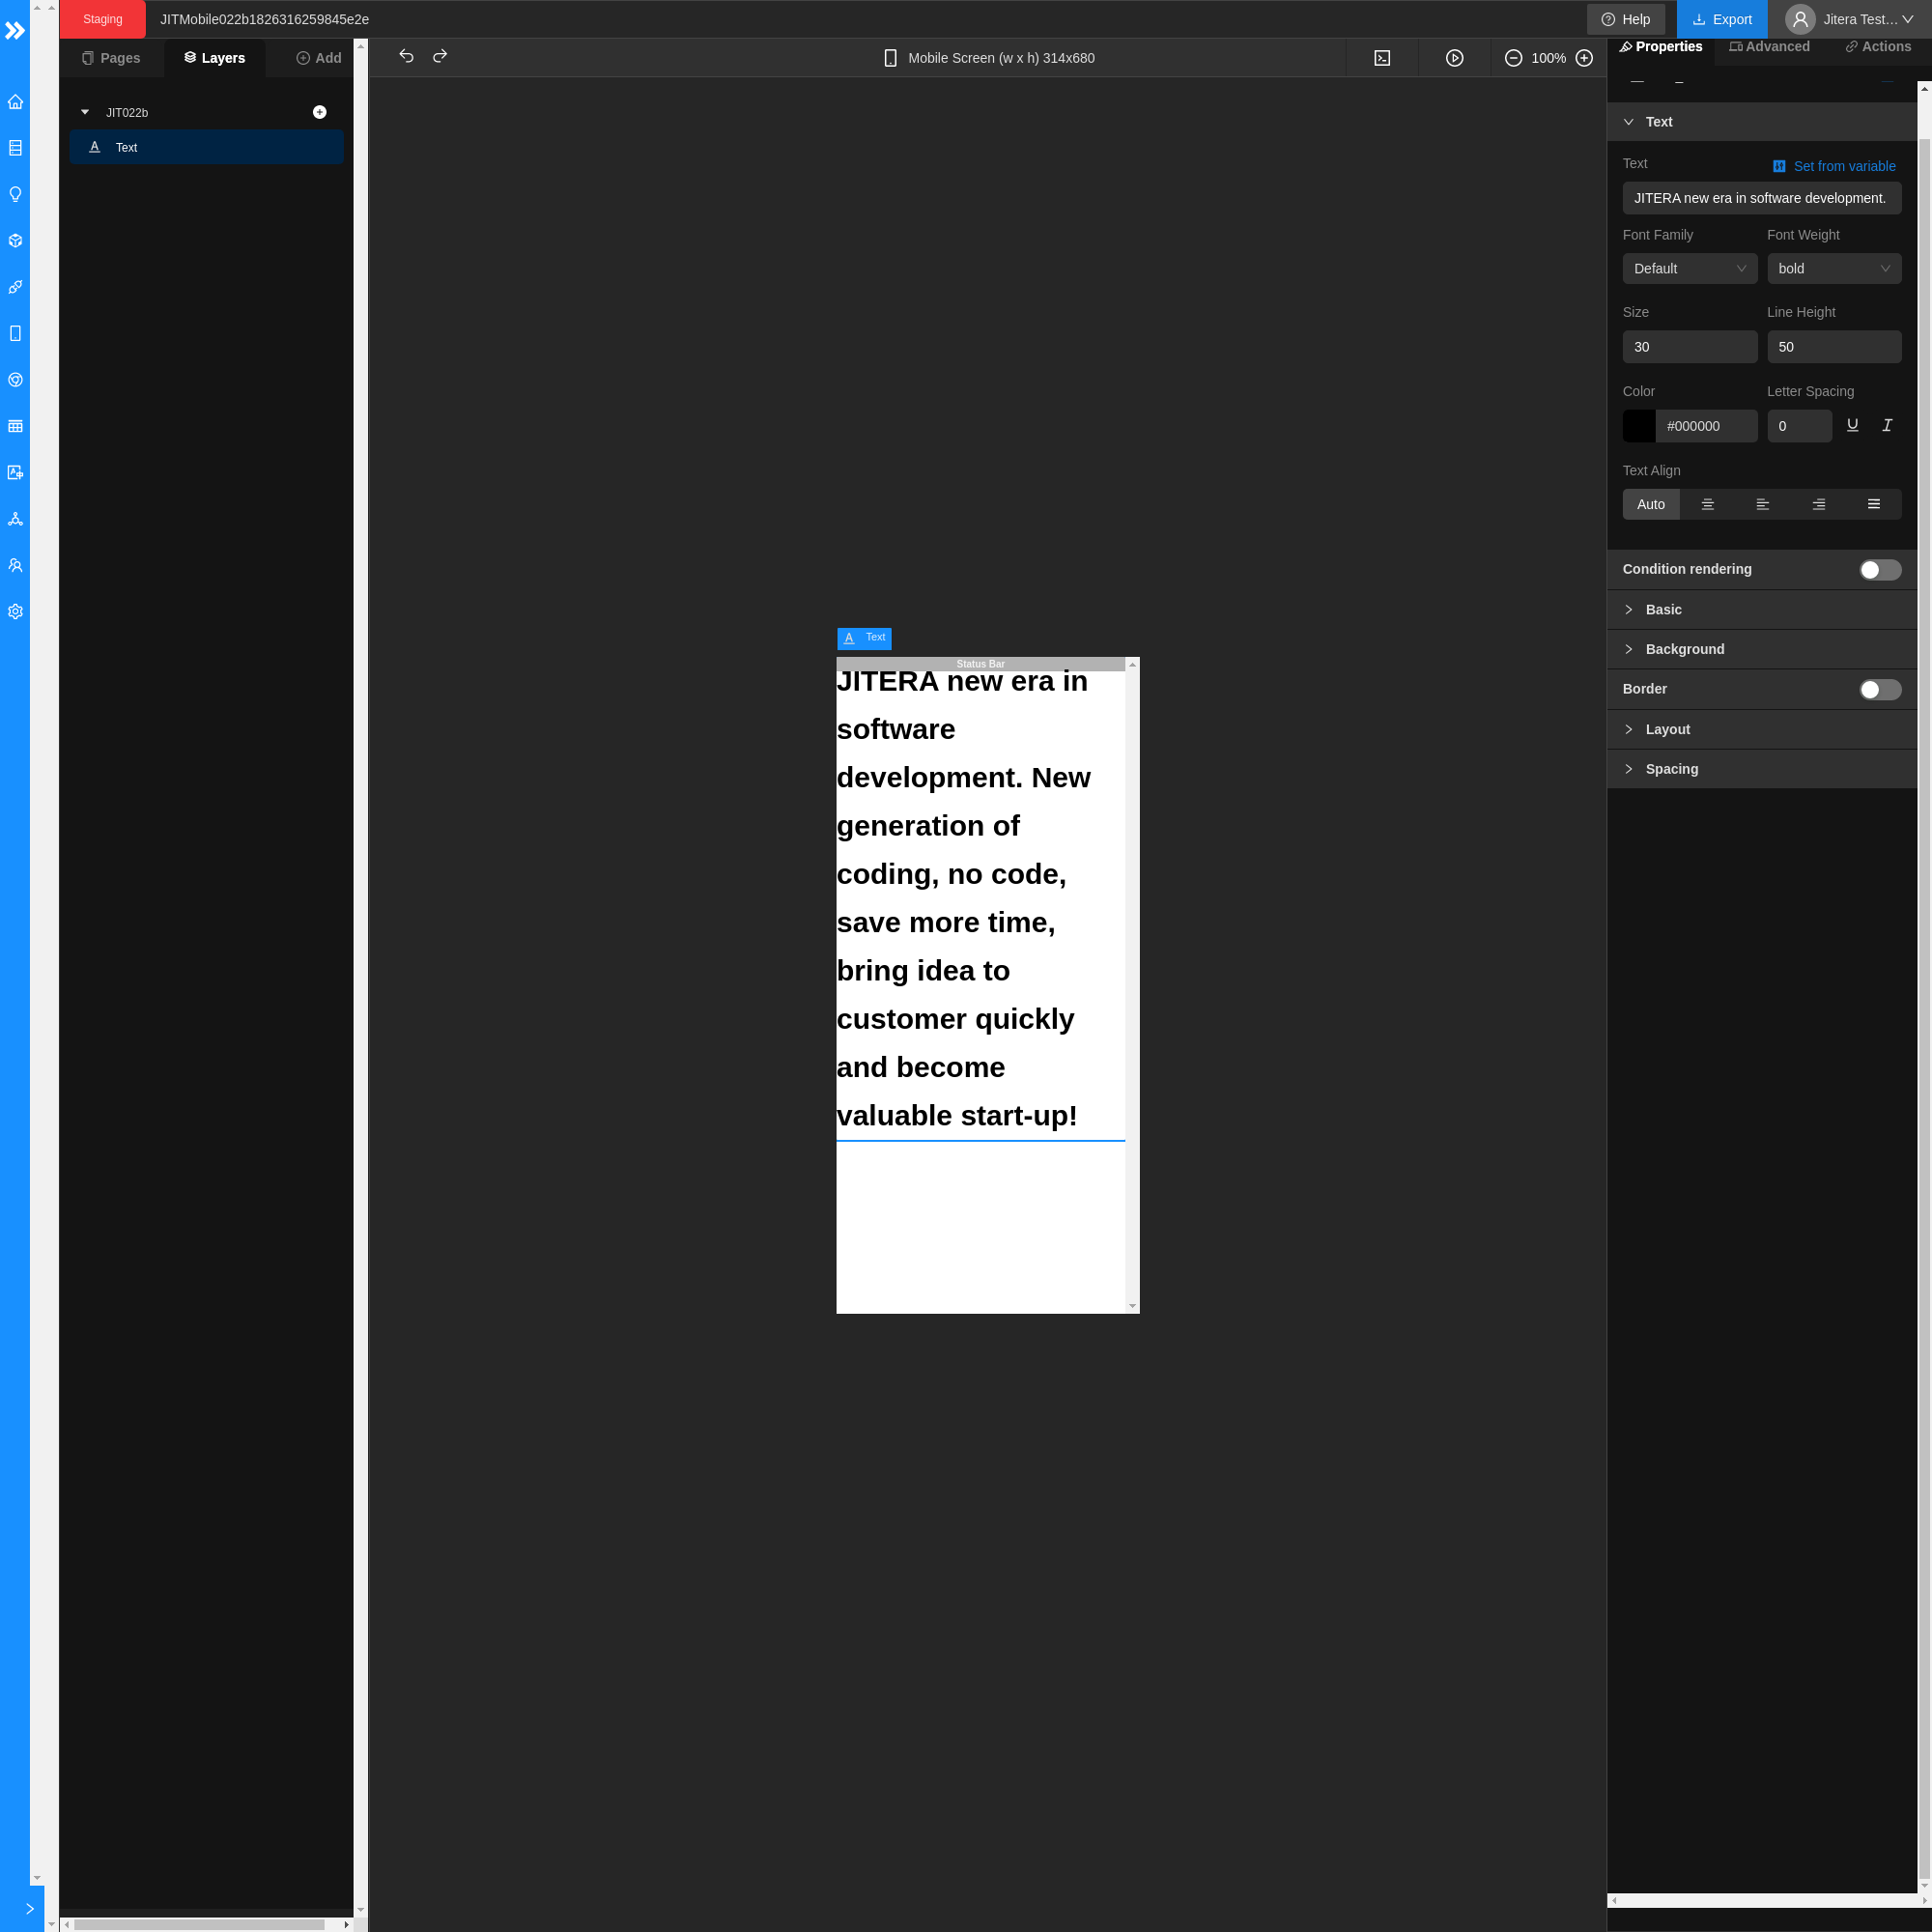 Staging
JITMobile022b1826316259845e2e
Help
Export
Jitera Test...
Pages
Layers
Add
Mobile Screen (w x h) 314x680
100%
Properties
Advanced
Actions
JIT022b
Text
Text
Text
Set from variable
JITERA new era in software development.
Font Family
Font Weight
Default
bold
Size
Line Height
30
50
Color
Letter Spacing
#000000
0
Text Align
Auto
Condition rendering
Basic
Background
Border
Layout
Spacing
Text
Status Bar
JITERA new era in
software
development. New
generation of
coding, no code,
save more time,
bring idea to
customer quickly
and become
valuable start-up!